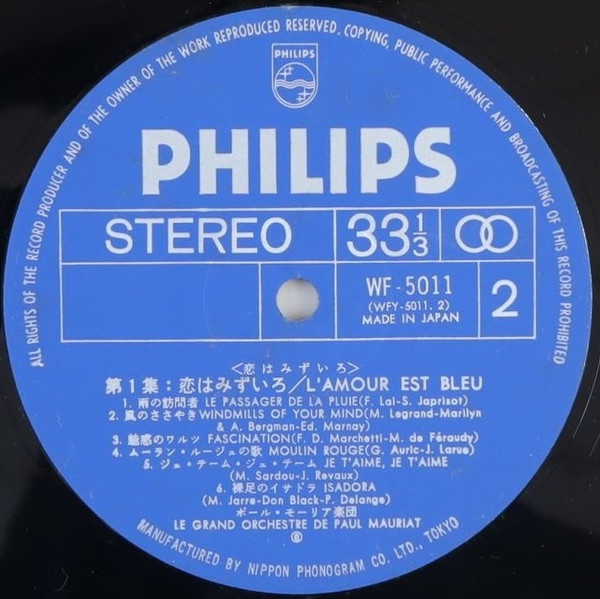 ALL RIGHTS OF THE RECORD PRODUCER AND OF THE OWNER OF THE WORK REPRODUCED RESERVED. COPYING, PUBLIC PERFORMANCE AND BROADCASTING OF THIS RECORD PROHIBITED
PHILIPS
PHILIPS
STEREO 33 1/3
WF-5011
(WFY-5011. 2)
MADE IN JAPAN
2
<恋はみずいろ>
第1集:恋はみずいろ/L'AMOUR EST BLEU
1. 雨の訪問者 LE PASSAGER DE LA PLUIE(F. Lai-S. Japrisot)
2. 風のささやき WINDMILLS OF YOUR MIND(M. Legrand-Marilyn
& A. Bergman-Ed. Marnay)
3. 魅惑のワルツ FASCINATION(F. D. Marchetti-M. de Féraudy)
4. ムーラン・ルージュの歌 MOULIN ROUGE(G. Auric-J. Larue)
5. ジュ・テーム・ジュ・テーム JE T'AIME, JE T'AIME
(M. Sardou-J. Revaux)
6. 裸足のイサドラ ISADORA
(M. Jarre-Don Black-P. Delange)
ポール・モーリア楽団
LE GRAND ORCHESTRE DE PAUL MAURIAT
MANUFACTURED BY NIPPON PHONOGRAM CO. LTD., TOKYO